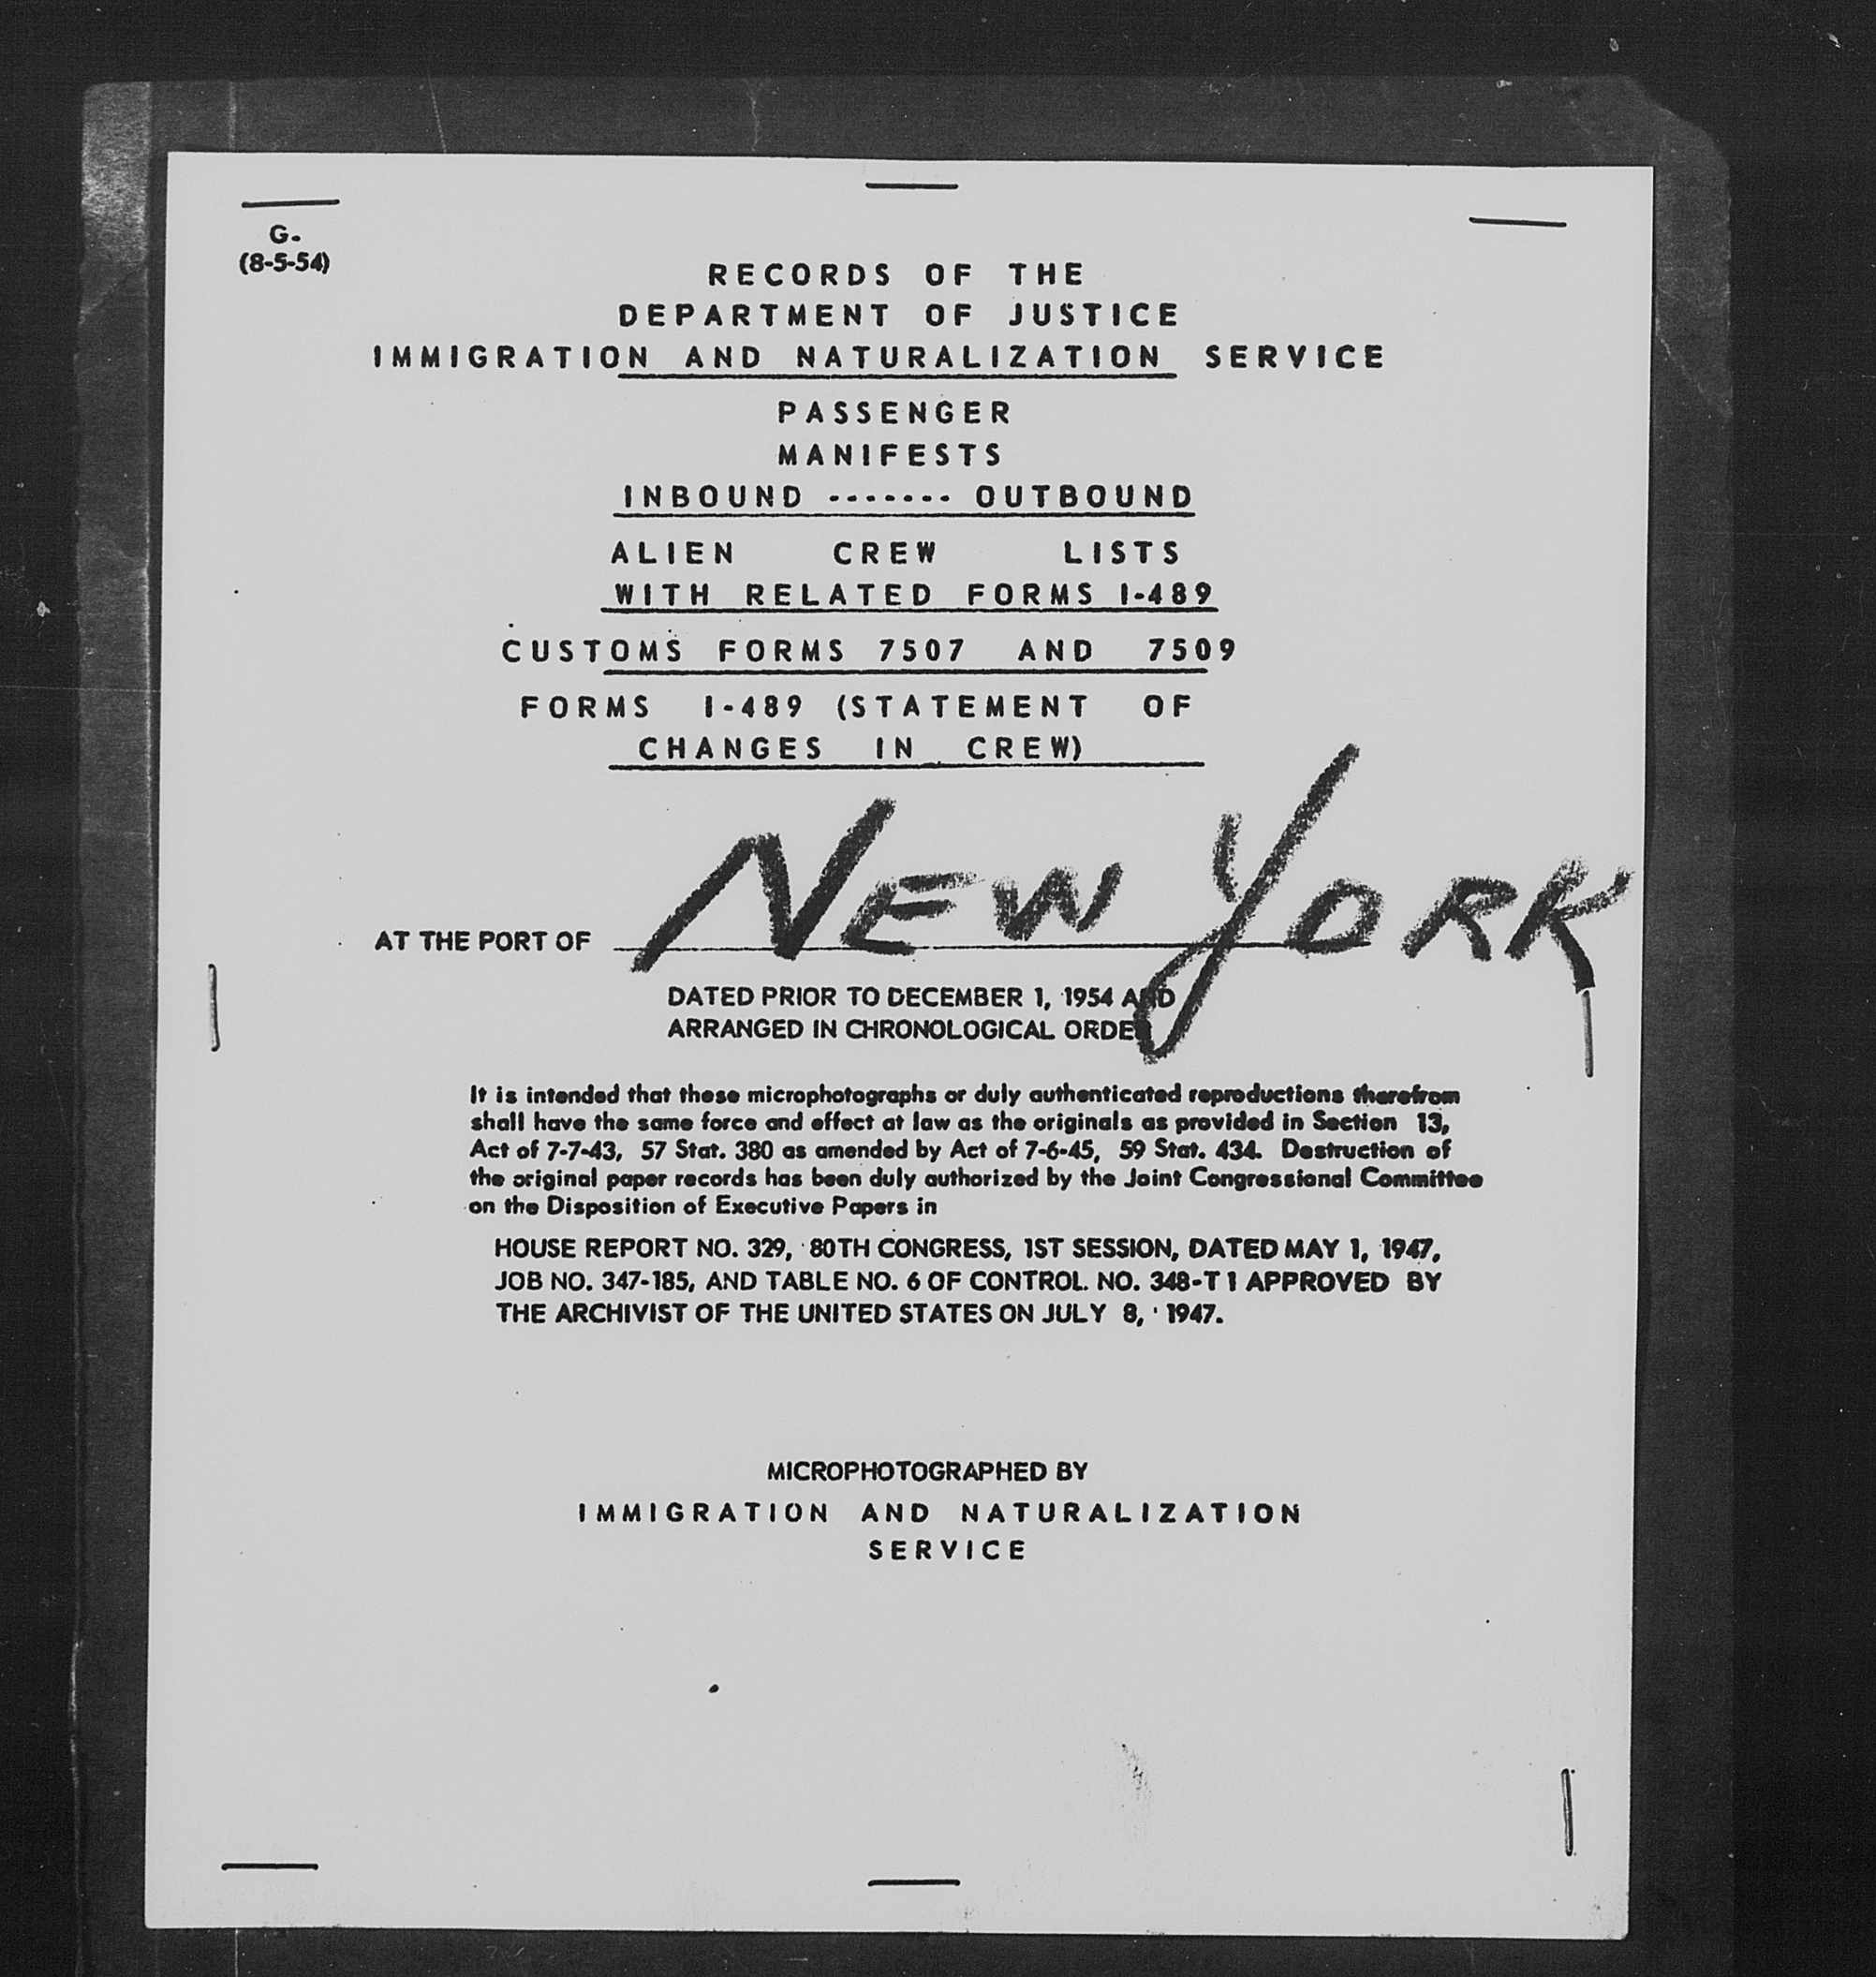 G.
(8-5-54)
RECORDS OF THE
DEPARTMENT OF JUSTICE
IMMIGRATION AND NATURALIZATION SERVICE
PASSENGER
MANIFESTS
INBOUND ------- OUTBOUND
ALIEN CREW LISTS
WITH RELATED FORMS I-489
CUSTOMS FORMS 7507 AND 7509
FORMS I-489 (STATEMENT OF
CHANGES IN CREW)
AT THE PORT OF NEW YORK
DATED PRIOR TO DECEMBER 1, 1954 AND
ARRANGED IN CHRONOLOGICAL ORDER
It is intended that these microphotographs or duly authenticated reproductions therefrom
shall have the same force and effect at law as the originals as provided in Section 13,
Act of 7-7-43, 57 Stat. 380 as amended by Act of 7-6-45, 59 Stat. 434. Destruction of
the original paper records has been duly authorized by the Joint Congressional Committee
on the Disposition of Executive Papers in
HOUSE REPORT NO. 329, 80TH CONGRESS, 1ST SESSION, DATED MAY 1, 1947,
JOB NO. 347-185, AND TABLE NO. 6 OF CONTROL NO. 348-T1 APPROVED BY
THE ARCHIVIST OF THE UNITED STATES ON JULY 8, 1947.
MICROPHOTOGRAPHED BY
IMMIGRATION AND NATURALIZATION
SERVICE